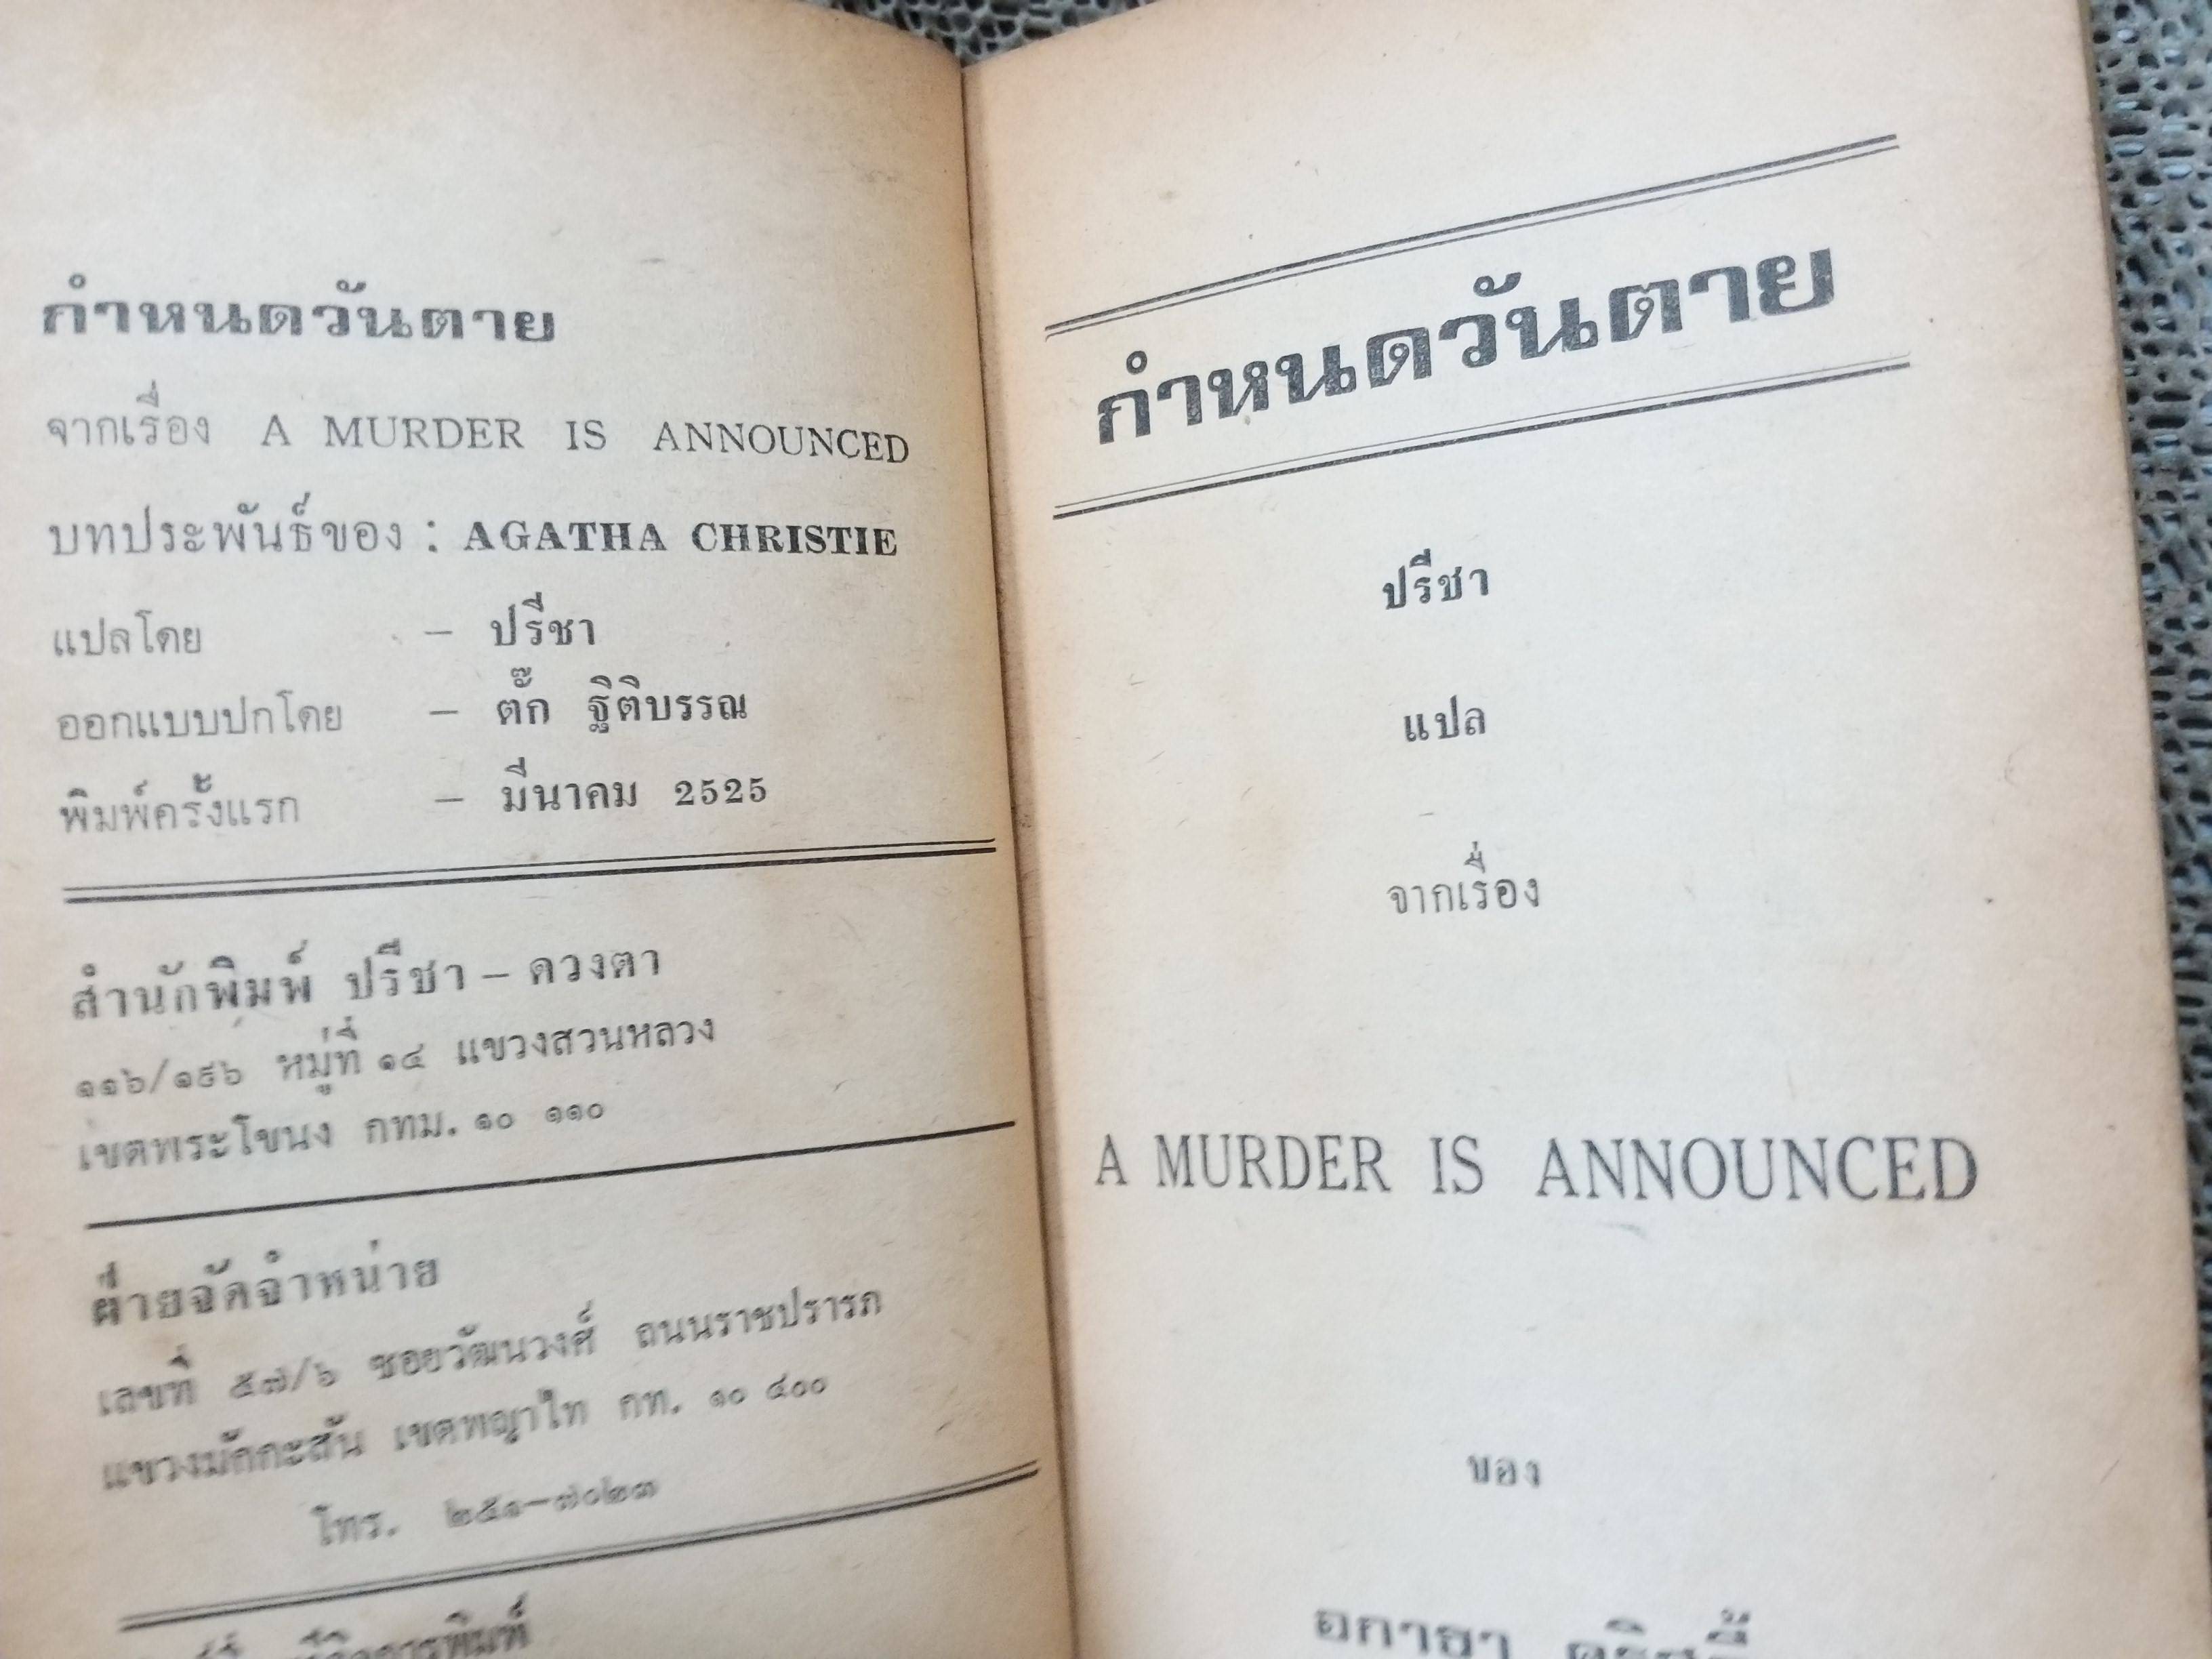 กำหนดวันตาย
จากเรื่อง A MURDER IS ANNOUNCED
บทประพันธ์ของ : AGATHA CHRISTIE
แปลโดย – ปรีชา
ออกแบบปกโดย – ตั๊ก ฐิติบรรณ
พิมพ์ครั้งแรก – มีนาคม 2525
สำนักพิมพ์ ปรีชา – ดวงตา
๑๑๖/๑๕๖ หมู่ที่ ๑๔ แขวงสวนหลวง
เขตพระโขนง กทม. ๑๐ ๑๑๐
ฝ่ายจัดจำหน่าย
เลขที่ ๕๗/๖ ซอยวัฒนวงศ์ ถนนราชปรารภ
แขวงมักกะสัน เขตพญาไท กท. ๑๐ ๔๐๐
โทร. ๒๕๑–๗๐๒๓
กำหนดวันตาย
ปรีชา
แปล
จากเรื่อง
A MURDER IS ANNOUNCED
ของ
อกาธา คริสตี้